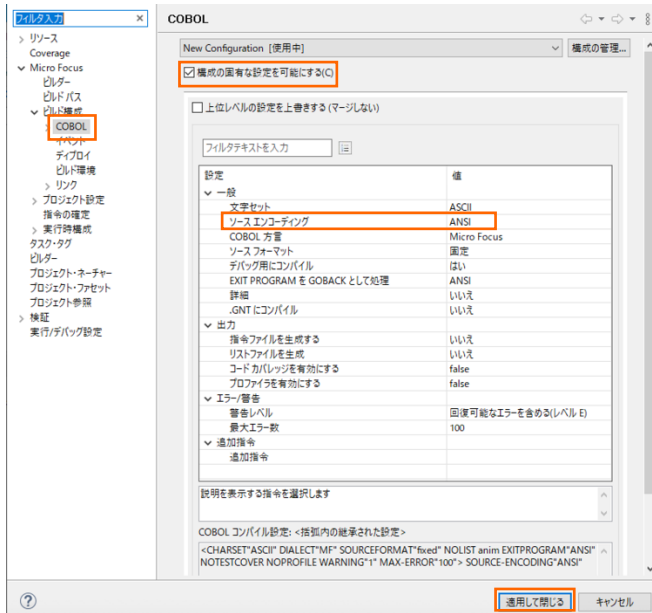 フィルタ入力
リソース
Coverage
Micro Focus
ビルダー
ビルド パス
ビルド構成
COBOL
イベント
ディプロイ
ビルド環境
リンク
プロジェクト設定
指令の確定
実行時構成
タスク・タグ
ビルダー
プロジェクト・ネーチャー
プロジェクト・ファセット
プロジェクト参照
検証
実行/デバッグ設定
COBOL
New Configuration [使用中]
構成の管理...
構成の固有な設定を可能にする(C)
上位レベルの設定を上書きする (マージしない)
フィルタテキストを入力
設定 値
一般
文字セット ASCII
ソース エンコーディング ANSI
COBOL 方言 Micro Focus
ソース フォーマット 固定
デバッグ用にコンパイル はい
EXIT PROGRAM を GOBACK として処理 ANSI
詳細 いいえ
.GNT にコンパイル いいえ
出力
指令ファイルを生成する いいえ
リストファイルを生成 いいえ
コード カバレッジを有効にする false
プロファイラを有効にする false
エラー/警告
警告レベル 回復可能なエラーを含める(レベル E)
最大エラー数 100
追加指令
追加指令
説明を表示する指令を選択します
COBOL コンパイル設定: <括弧内の継承された設定>
<CHARSET"ASCII" DIALECT"MF" SOURCEFORMAT"fixed" NOLIST anim EXITPROGRAM"ANSI"
NOTESTCOVER NOPROFILE WARNING"1" MAX-ERROR"100"> SOURCE-ENCODING"ANSI"
?
適用して閉じる
キャンセル